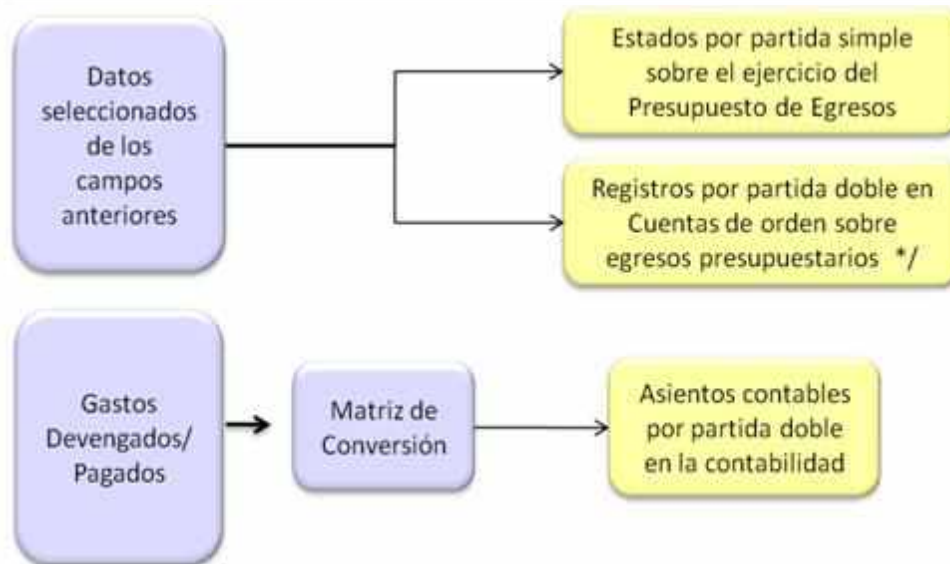 Datos
seleccionados
de los
campos
anteriores
Estados por partida simple
sobre el ejercicio del
Presupuesto de Egresos
Registros por partida doble en
Cuentas de orden sobre
egresos presupuestarios */
Gastos
Devengados/
Pagados
Matriz de
Conversión
Asientos contables
por partida doble
en la contabilidad